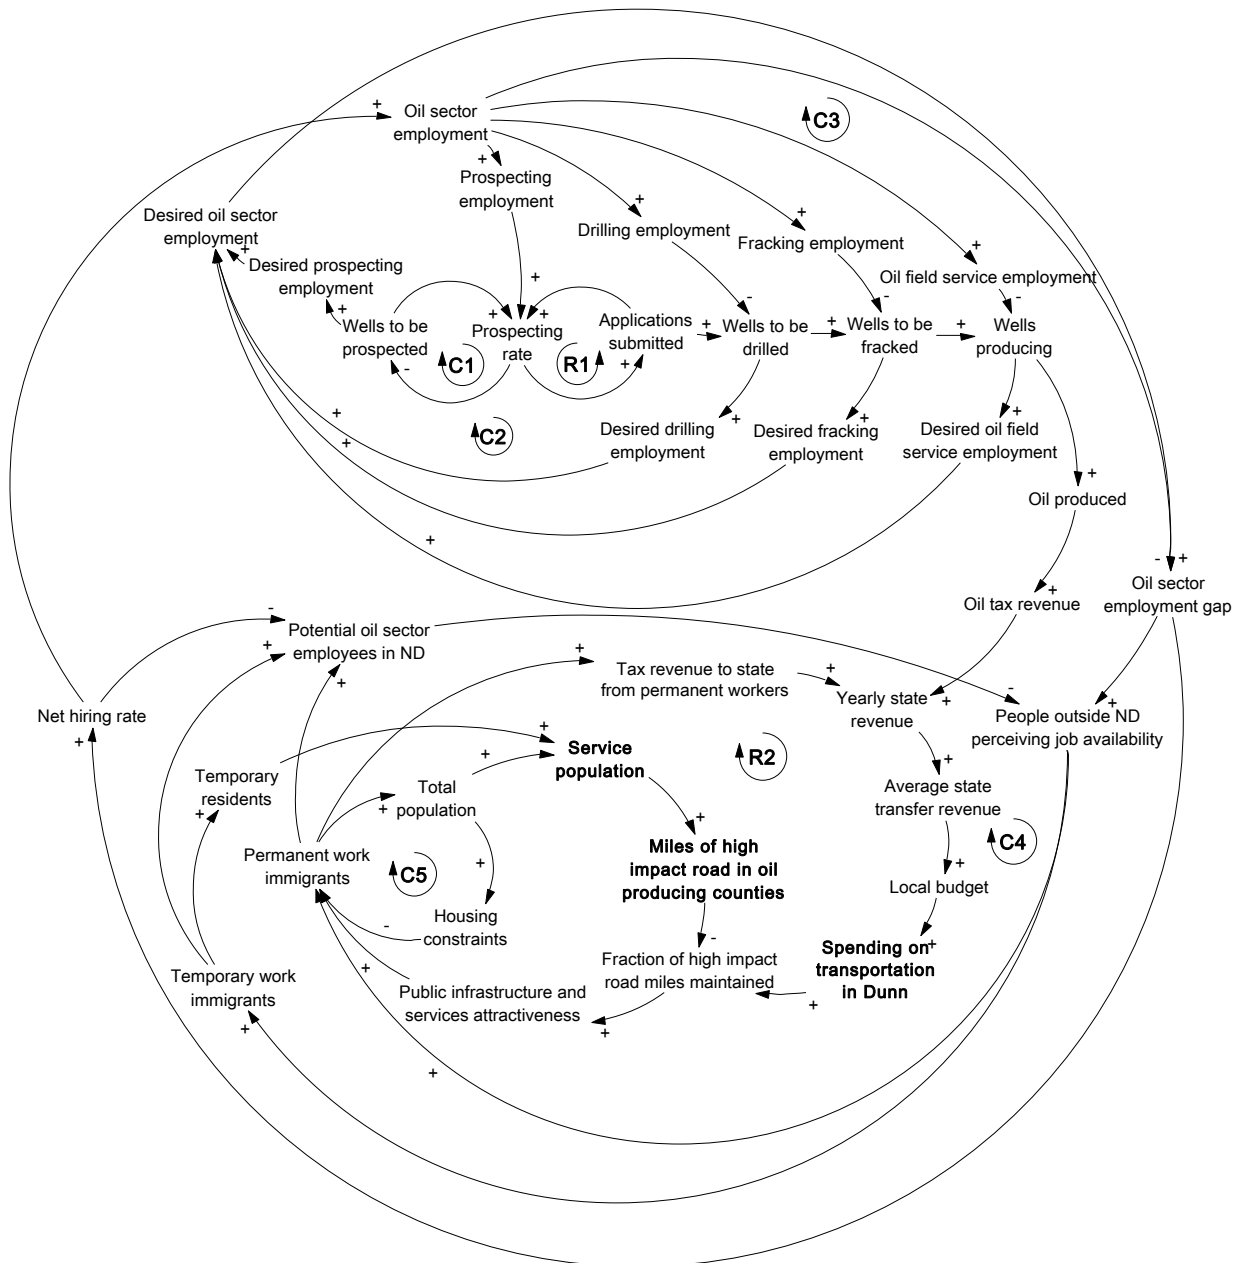 Oil sector
employment
C3
Prospecting
employment
Desired oil sector
employment
Drilling employment
Fracking employment
Desired prospecting
employment
Oil field service employment
Wells to be
prospected
Prospecting
rate
Applications
submitted
Wells to be
drilled
Wells to be
fracked
Wells
producing
C1
R1
C2
Desired drilling
employment
Desired fracking
employment
Desired oil field
service employment
Oil produced
Oil tax revenue
Oil sector
employment gap
Potential oil sector
employees in ND
Tax revenue to state
from permanent workers
Yearly state
revenue
Net hiring rate
People outside ND
perceiving job availability
Service
population
R2
Temporary
residents
Total
population
Average state
transfer revenue
C4
Permanent work
immigrants
C5
Miles of high
impact road in oil
producing counties
Local budget
Housing
constraints
Fraction of high impact
road miles maintained
Spending on
transportation
in Dunn
Temporary work
immigrants
Public infrastructure and
services attractiveness